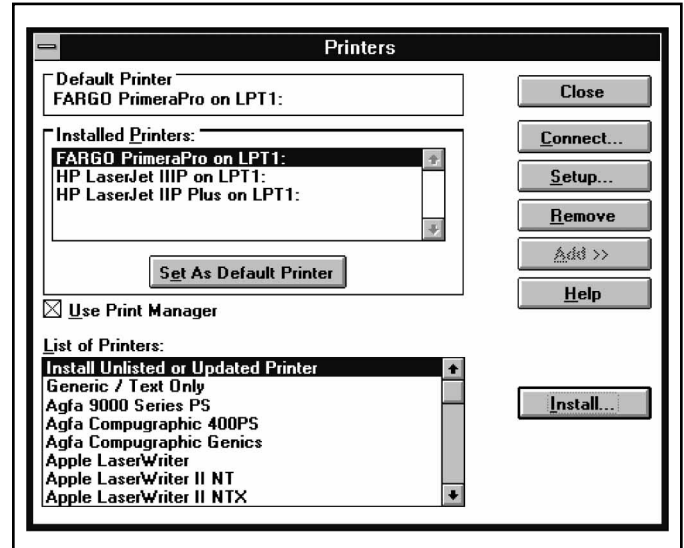 Printers
Default Printer
FARGO PrimeraPro on LPT1:
Close
Installed Printers:
FARGO PrimeraPro on LPT1:
HP LaserJet IIIP on LPT1:
HP LaserJet IIP Plus on LPT1:
Connect...
Setup...
Remove
Add >>
Help
Set As Default Printer
Use Print Manager
List of Printers:
Install Unlisted or Updated Printer
Generic / Text Only
Agfa 9000 Series PS
Agfa Compugraphic 400PS
Agfa Compugraphic Genics
Apple LaserWriter
Apple LaserWriter II NT
Apple LaserWriter II NTX
Install...